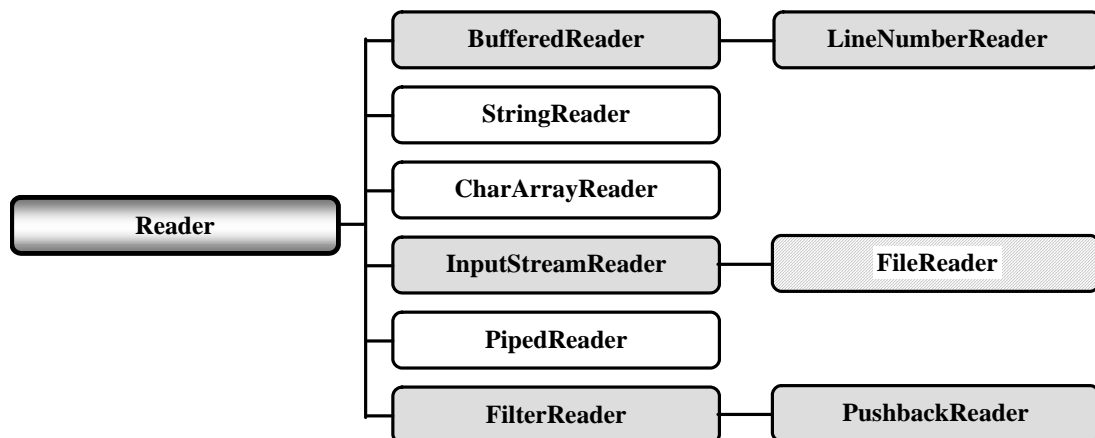 BufferedReader
LineNumberReader
StringReader
CharArrayReader
Reader
InputStreamReader
FileReader
PipedReader
FilterReader
PushbackReader